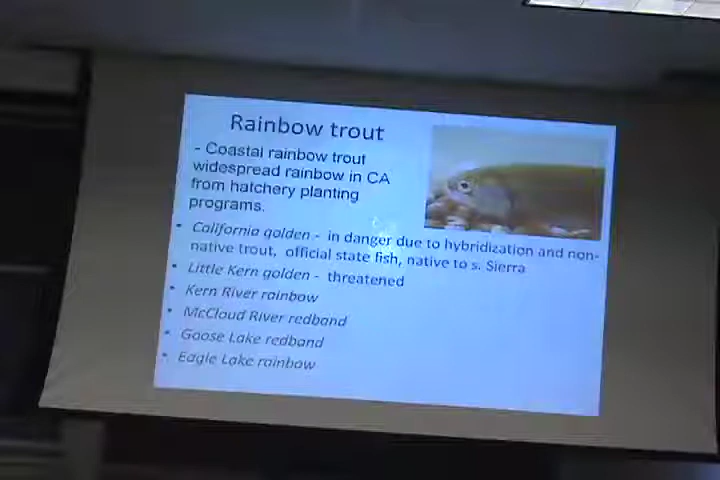 Rainbow trout
- Coastal rainbow trout
widespread rainbow in CA
from hatchery planting
programs.
• California golden - in danger due to hybridization and non-
native trout, official state fish, native to s. Sierra
• Little Kern golden - threatened
• Kern River rainbow
• McCloud River redband
• Goose Lake redband
• Eagle Lake rainbow